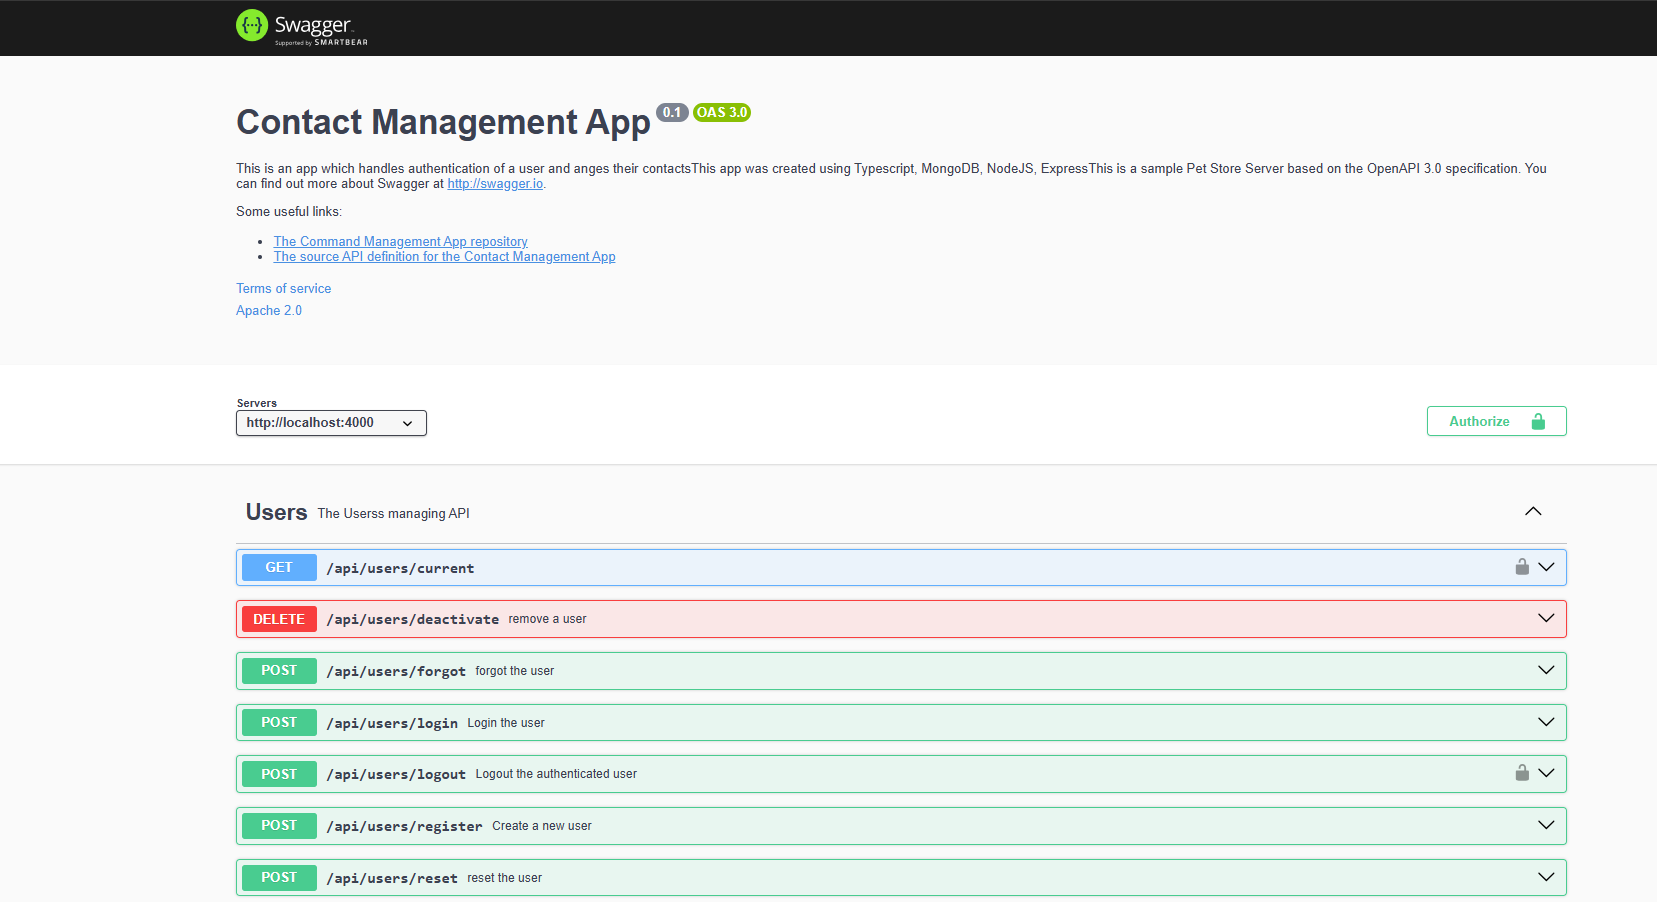 Swagger
Supported by SMARTBEAR
Contact Management App 0.1 OAS 3.0
This is an app which handles authentication of a user and anges their contactsThis app was created using Typescript, MongoDB, NodeJS, ExpressThis is a sample Pet Store Server based on the OpenAPI 3.0 specification. You
can find out more about Swagger at http://swagger.io.
Some useful links:
The Command Management App repository
The source API definition for the Contact Management App
Terms of service
Apache 2.0
Servers
http://localhost:4000
Authorize
Users The Userss managing API
GET /api/users/current
DELETE /api/users/deactivate remove a user
POST /api/users/forgot forgot the user
POST /api/users/login Login the user
POST /api/users/logout Logout the authenticated user
POST /api/users/register Create a new user
POST /api/users/reset reset the user